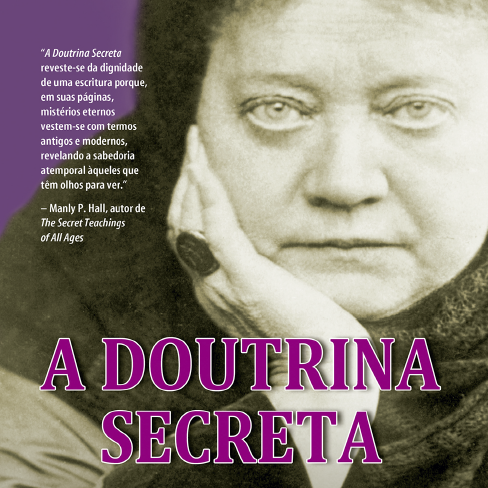 “A Doutrina Secreta
reveste-se da dignidade
de uma escritura porque,
em suas páginas,
mistérios eternos
vestem-se com termos
antigos e modernos,
revelando a sabedoria
atemporal àqueles que
têm olhos para ver.”
– Manly P. Hall, autor de
The Secret Teachings
of All Ages
A DOUTRINA
SECRETA